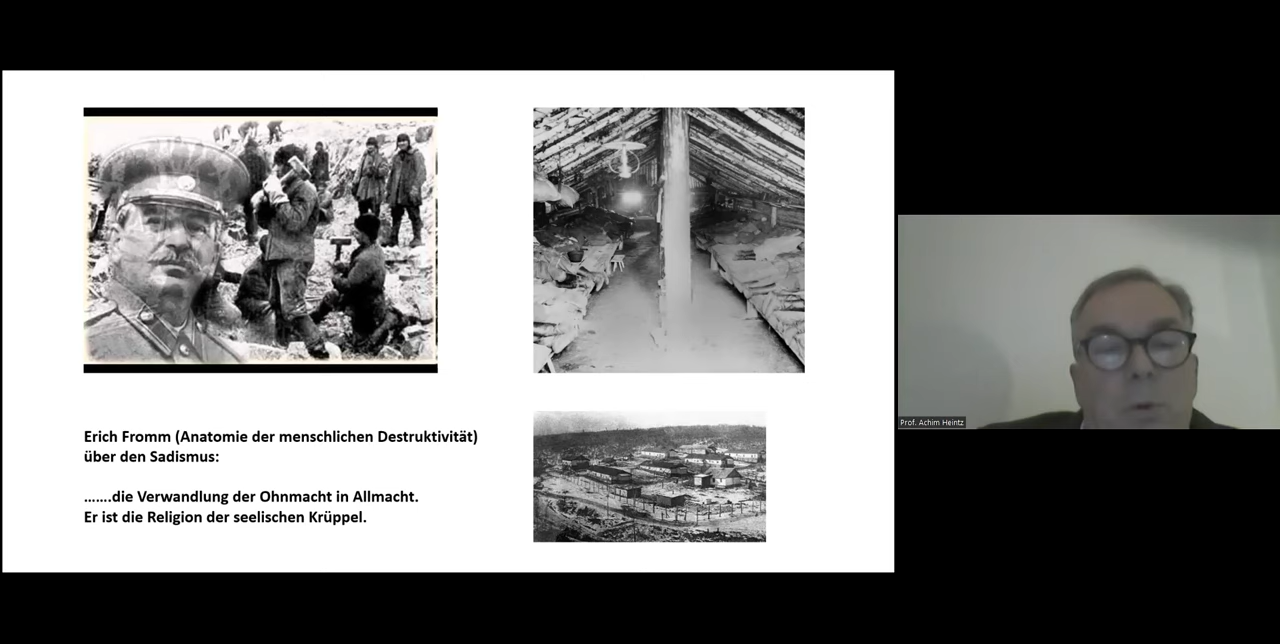 Erich Fromm (Anatomie der menschlichen Destruktivität)
über den Sadismus:
…….die Verwandlung der Ohnmacht in Allmacht.
Er ist die Religion der seelischen Krüppel.
Prof. Achim Heintz